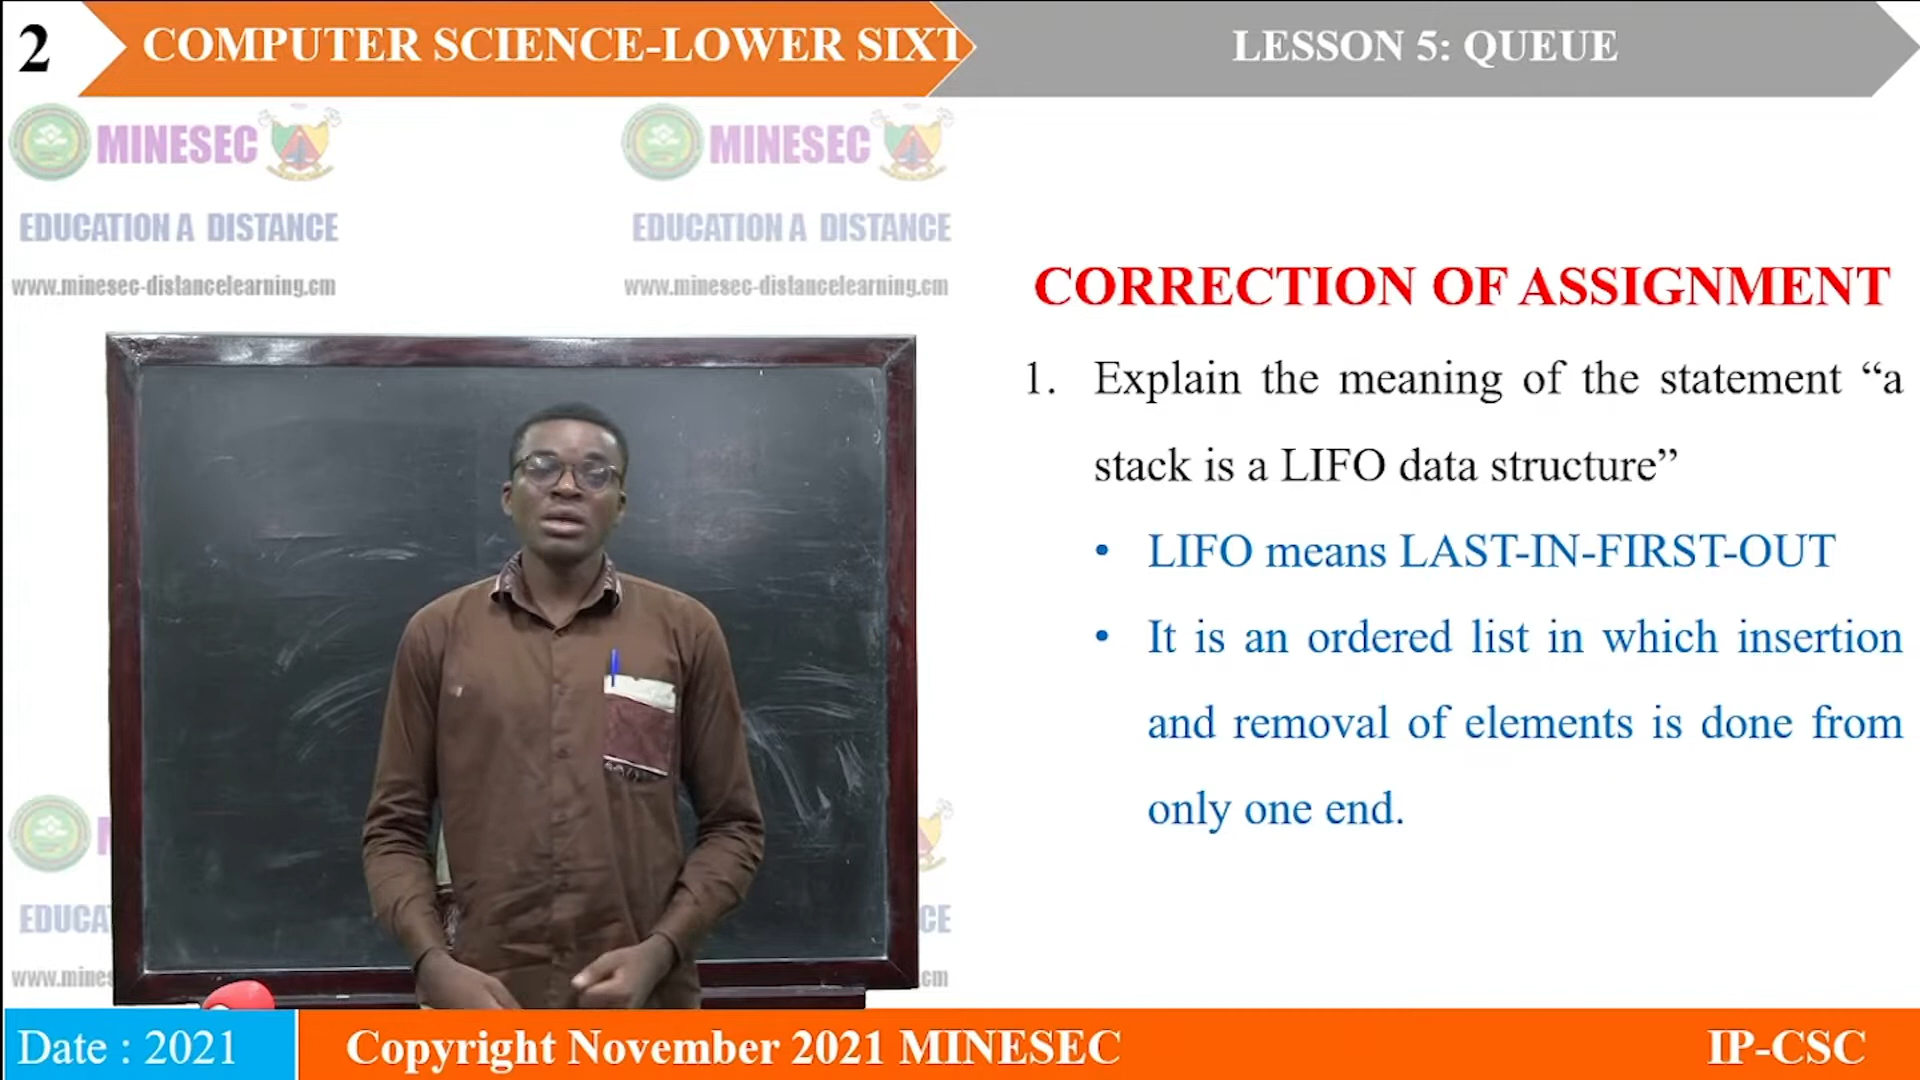 2
COMPUTER SCIENCE-LOWER SIXT
LESSON 5: QUEUE
MINESEC
MINESEC
EDUCATION A DISTANCE
EDUCATION A DISTANCE
www.minesec-distancelearning.cm
www.minesec-distancelearning.cm
CORRECTION OF ASSIGNMENT
1. Explain the meaning of the statement “a
stack is a LIFO data structure”
• LIFO means LAST-IN-FIRST-OUT
• It is an ordered list in which insertion
and removal of elements is done from
only one end.
EDUCA
CE
www.mines
cm
Date : 2021
Copyright November 2021 MINESEC
IP-CSC